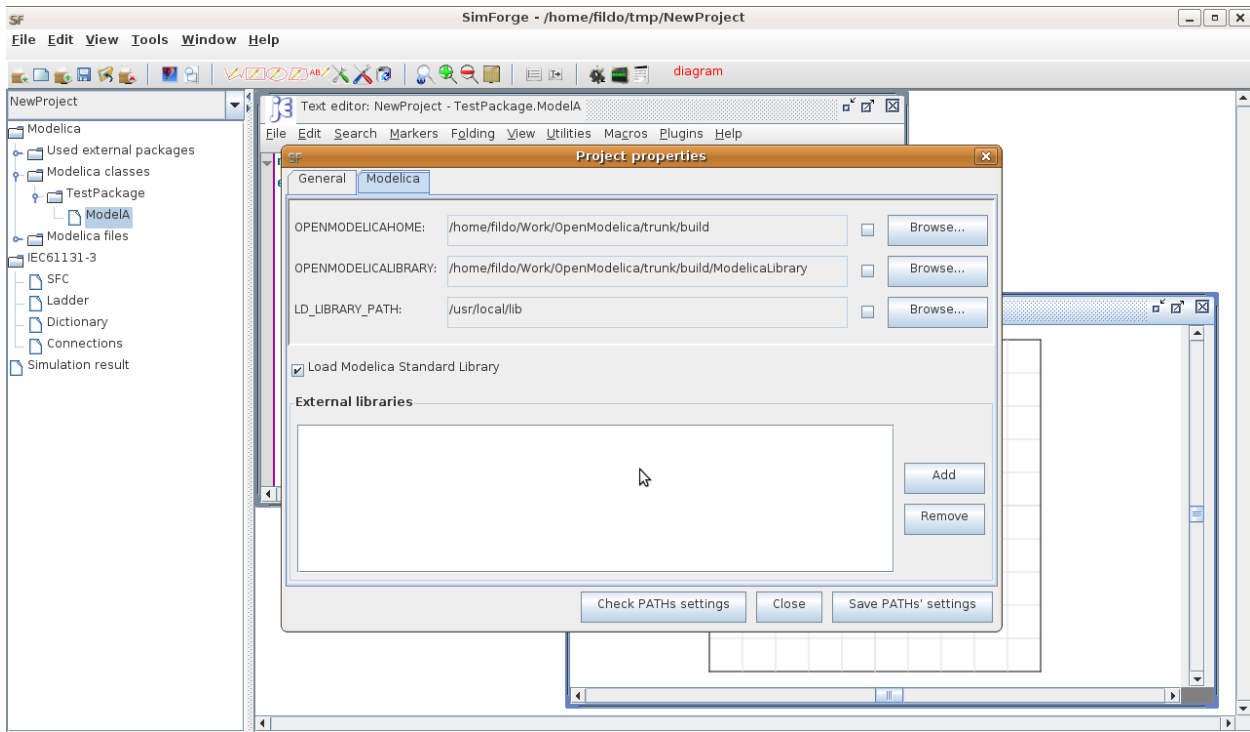 SF SimForge - /home/fildo/tmp/NewProject
File Edit View Tools Window Help
AB diagram
NewProject
Modelica
Used external packages
Modelica classes
TestPackage
ModelA
Modelica files
IEC61131-3
SFC
Ladder
Dictionary
Connections
Simulation result
j3 Text editor: NewProject - TestPackage.ModelA
File Edit Search Markers Folding View Utilities Macros Plugins Help
SF Project properties
General Modelica
OPENMODELICAHOME: /home/fildo/Work/OpenModelica/trunk/build Browse...
OPENMODELICALIBRARY: /home/fildo/Work/OpenModelica/trunk/build/ModelicaLibrary Browse...
LD_LIBRARY_PATH: /usr/local/lib Browse...
Load Modelica Standard Library
External libraries
Add
Remove
Check PATHs settings Close Save PATHs' settings